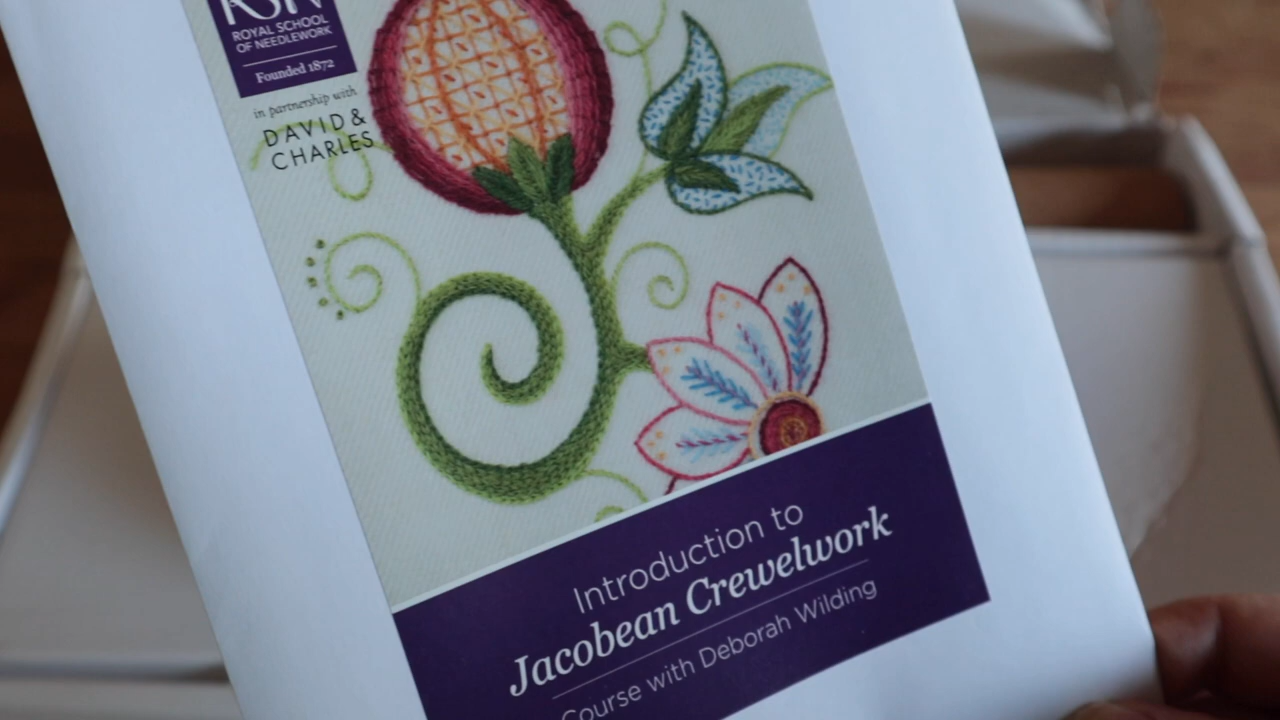 RSN
ROYAL SCHOOL
OF NEEDLEWORK
Founded 1872
in partnership with
DAVID &
CHARLES
Introduction to
Jacobean Crewelwork
Course with Deborah Wilding